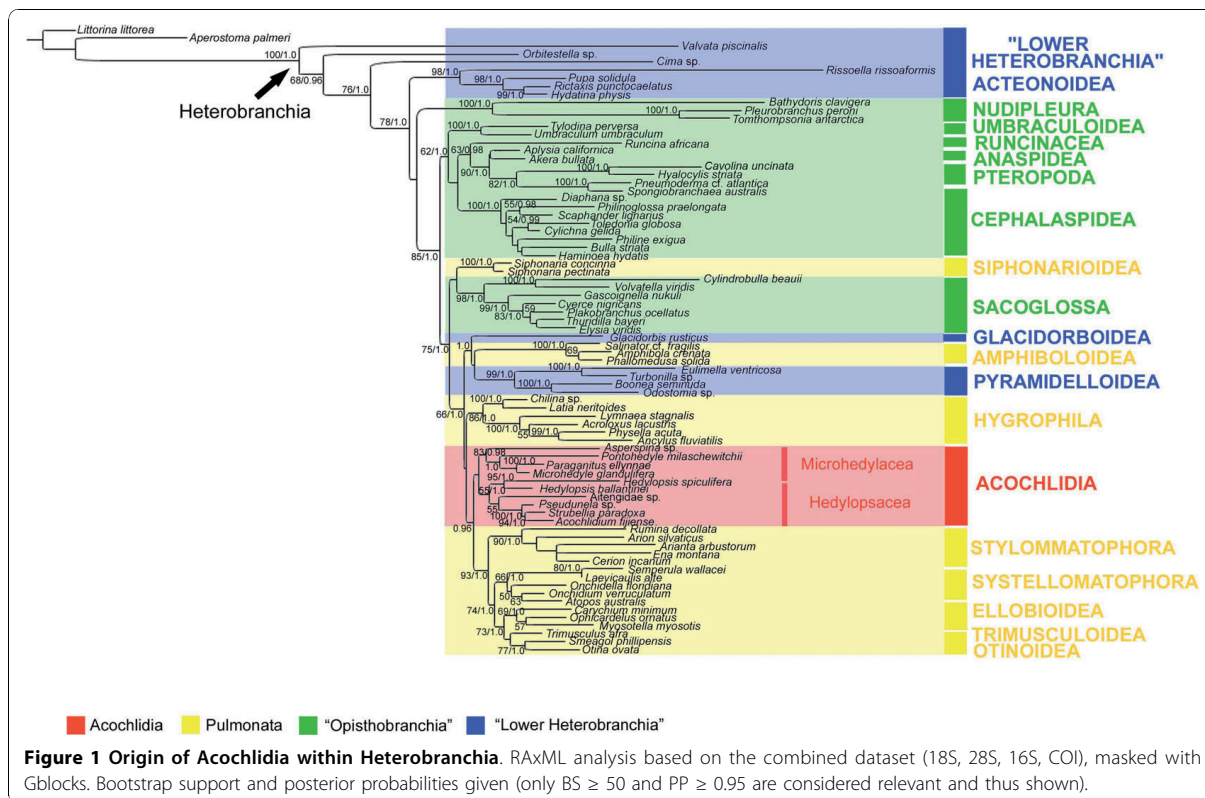 Littorina littorea
Aperostoma palmeri
100/1.0
Valvata piscinalis
Orbitestella sp.
68/0.96
Cima sp.
Heterobranchia
76/1.0
98/1.0
Rissoella rissoaformis
98/1.0
Pupa solidula
Rictaxis punctocaelatus
99/1.0
Hydatina physis
"LOWER
HETEROBRANCHIA"
ACTEONOIDEA
78/1.0
100/1.0
Bathydoris clavigera
100/1.0
Pleurobranchus peroni
Tomthompsonia antarctica
NUDIPLEURA
62/1.0
Tylodina perversa
Umbraculum umbraculum
UMBRACULOIDEA
63/0.98
Runcina africana
RUNCINACEA
Aplysia californica
Akera bullata
ANASPIDEA
90/1.0
100/1.0
Cavolina uncinata
Hyalocylis striata
82/1.0
100/1.0
Pneumoderma cf. atlantica
Spongiobranchaea australis
PTEROPODA
100/1.0
Diaphana sp.
55/0.98
Philinoglossa praelongata
Scaphander lignarius
54/0.99
Toledonia globosa
Cylichna gelida
Philine exigua
Bulla striata
Haminoea hydatis
CEPHALASPIDEA
85/1.0
100/1.0
Siphonaria concinna
Siphonaria pectinata
SIPHONARIOIDEA
100/1.0
Cylindrobulla beauii
Volvatella viridis
98/1.0
Gascoignella nukuli
99/1.0
Cyerce nigricans
59
Plakobranchus ocellatus
83/1.0
Thuridilla bayeri
Elysia viridis
SACOGLOSSA
75/1.0
1.0
Glacidorbis rusticus
GLACIDORBOIDEA
100/1.0
Salinator cf. fragilis
69
Amphibola crenata
Phallomedusa solida
AMPHIBOLOIDEA
99/1.0
100/1.0
Eulimella ventricosa
Turbonilla sp.
100/1.0
Boonea seminuda
Odostomia sp.
PYRAMIDELLOIDEA
66/1.0
100/1.0
Chilina sp.
Latia neritoides
86/1.0
Lymnaea stagnalis
100/1.0
Acroloxus lacustris
55
99/1.0
Physella acuta
Ancylus fluviatilis
HYGROPHILA
83/0.98
Asperspina sp.
Pontohedyle milaschewitchii
100/1.0
1.0
Paraganitus ellynnae
Microhedyle glandulifera
Microhedylacea
95/1.0
Hedylopsis spiculifera
55/1.0
Hedylopsis ballantinei
Aitengidae sp.
55
Pseudunela sp.
100/1.0
Strubellia paradoxa
94/1.0
Acochlidium fijiense
Hedylopsacea
ACOCHLIDIA
0.96
Rumina decollata
90/1.0
Arion silvaticus
Arianta arbustorum
Ena montana
Cerion incanum
STYLOMMATOPHORA
93/1.0
80/1.0
Semperula wallacei
66/1.0
Laevicaulis alte
Onchidella floridiana
50
Onchidium verruculatum
63
Atopos australis
SYSTELLOMATOPHORA
74/1.0
69/1.0
Carychium minimum
Ophicardelus ornatus
57
Myosotella myosotis
ELLOBIOIDEA
73/1.0
Trimusculus afra
Smeagol phillipensis
77/1.0
Otina ovata
TRIMUSCULOIDEA
OTINOIDEA
Acochlidia Pulmonata "Opisthobranchia" "Lower Heterobranchia"
Figure 1 Origin of Acochlidia within Heterobranchia. RAxML analysis based on the combined dataset (18S, 28S, 16S, COI), masked with
Gblocks. Bootstrap support and posterior probabilities given (only BS ≥ 50 and PP ≥ 0.95 are considered relevant and thus shown).